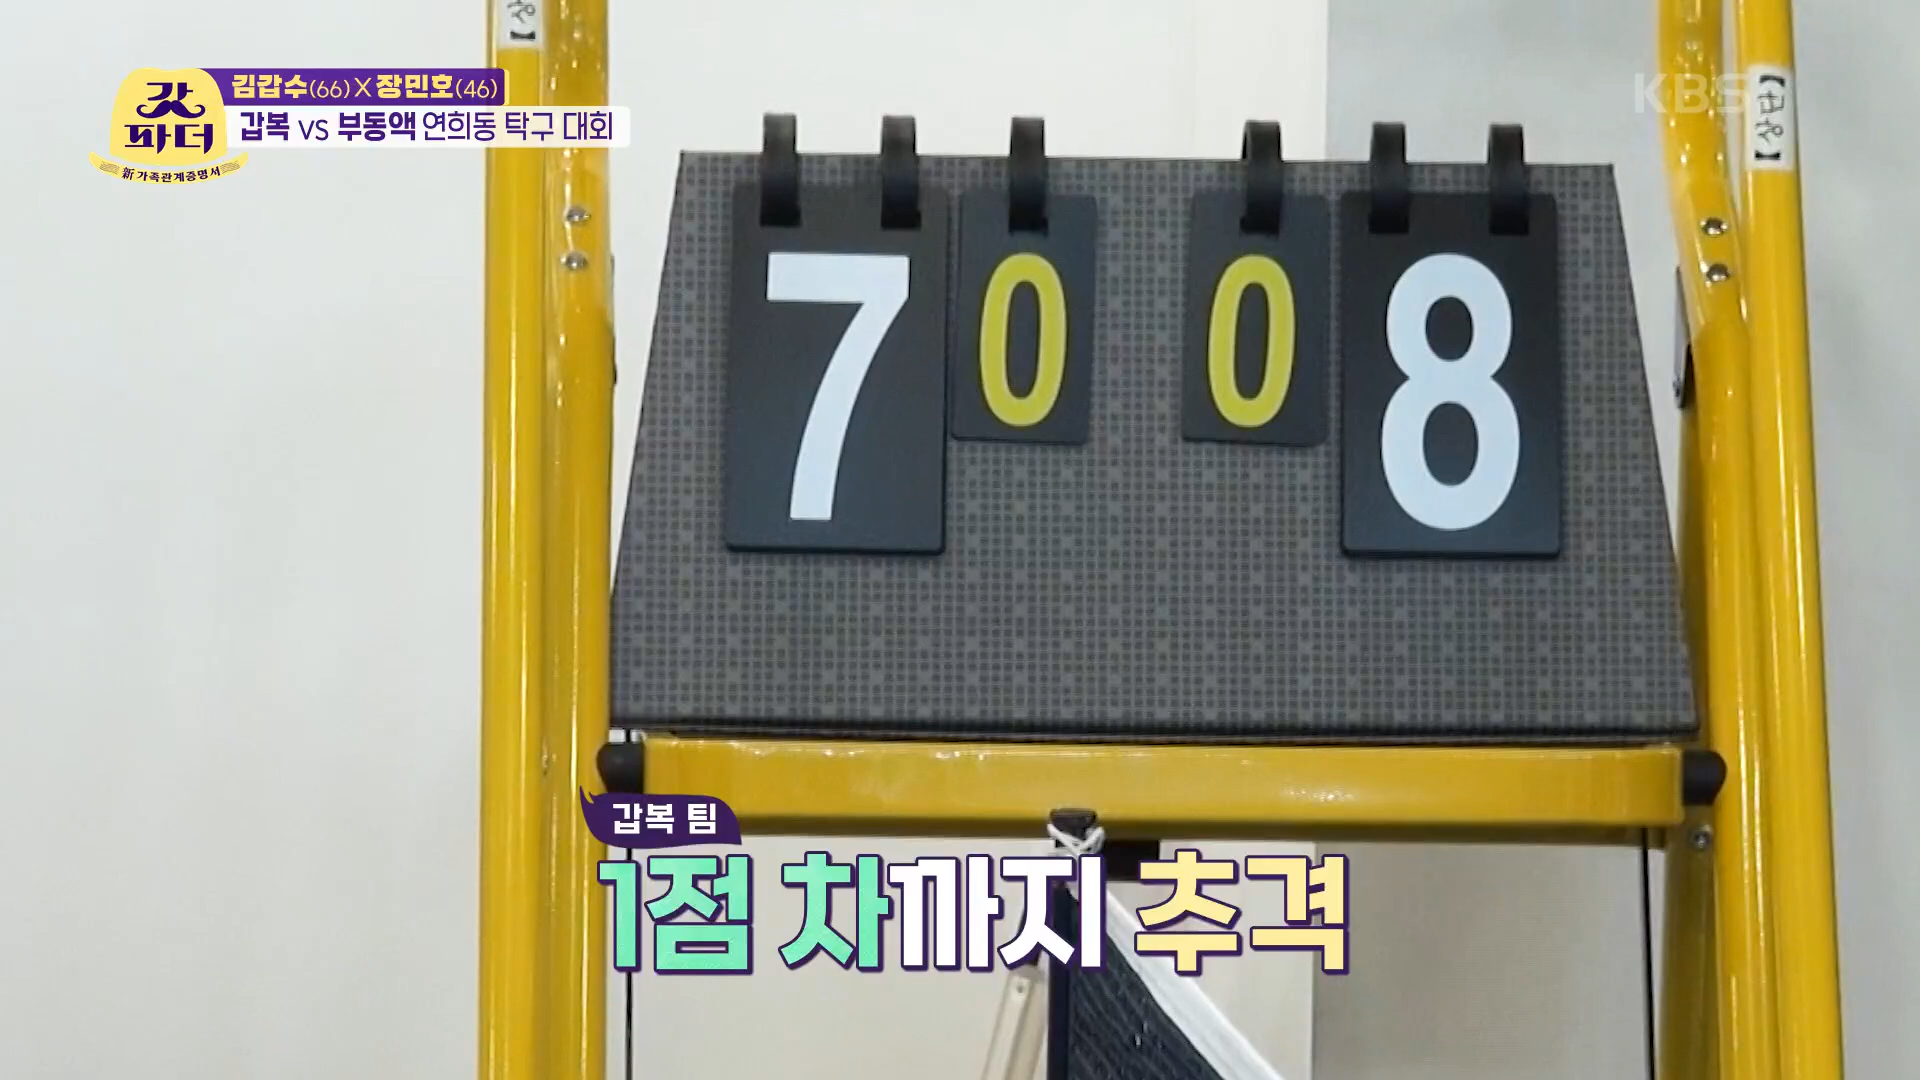 갓
파더
新 가족관계증명서
김갑수(66) X 장민호(46)
갑복 vs 부동액 연희동 탁구 대회
KBS
7 0 0 8
갑복 팀
1점 차까지 추격